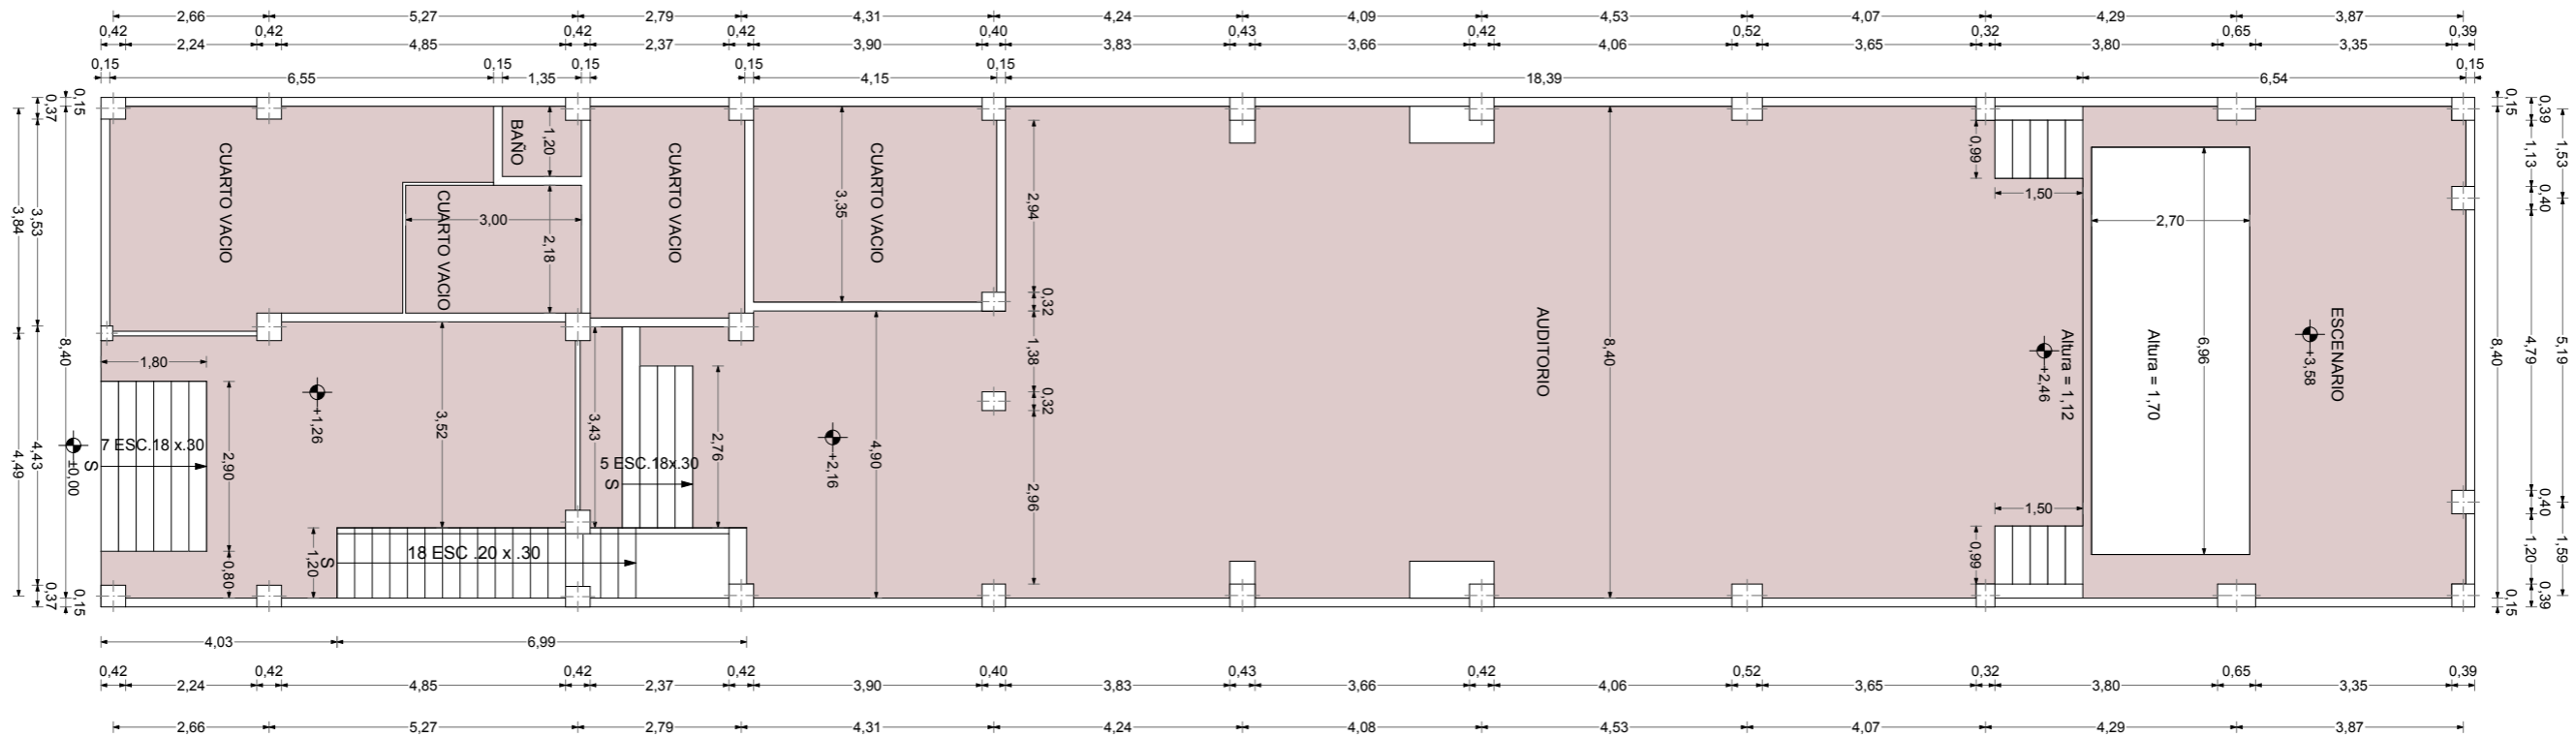 2,66 5,27 2,79 4,31 4,24 4,09 4,53 4,07 4,29 3,87
0,42 0,42 0,42 0,42 0,40 0,43 0,42 0,52 0,32 0,65 0,39
2,24 4,85 2,37 3,90 3,83 3,66 4,06 3,65 3,80 3,35
0,15 0,15 0,15 0,15 0,15 0,15
6,55 1,35 4,15 18,39 6,54
0,37
3,53
4,43
0,37
3,84
4,49
0,15
8,40
0,15
CUARTO VACIO
BAÑO
1,20
CUARTO VACIO
3,00
2,18
CUARTO VACIO
CUARTO VACIO
3,35
2,94
0,32
1,38
0,32
2,96
AUDITORIO
8,40
0,99
1,50
1,50
0,99
2,70
6,96
Altura = 1,12
+2,46
Altura = 1,70
ESCENARIO
+3,58
0,15
8,40
0,15
0,39
1,13
0,40
4,79
0,40
1,20
0,39
1,53
5,19
1,59
1,80
7 ESC.18 x.30
S
±0,00
2,90
0,80
+1,26
3,52
3,43
5 ESC.18x.30
S
2,76
+2,16
4,90
1,20
S
18 ESC .20 x .30
4,03 6,99
0,42 0,42 0,42 0,42 0,40 0,43 0,42 0,52 0,32 0,65 0,39
2,24 4,85 2,37 3,90 3,83 3,66 4,06 3,65 3,80 3,35
2,66 5,27 2,79 4,31 4,24 4,08 4,53 4,07 4,29 3,87